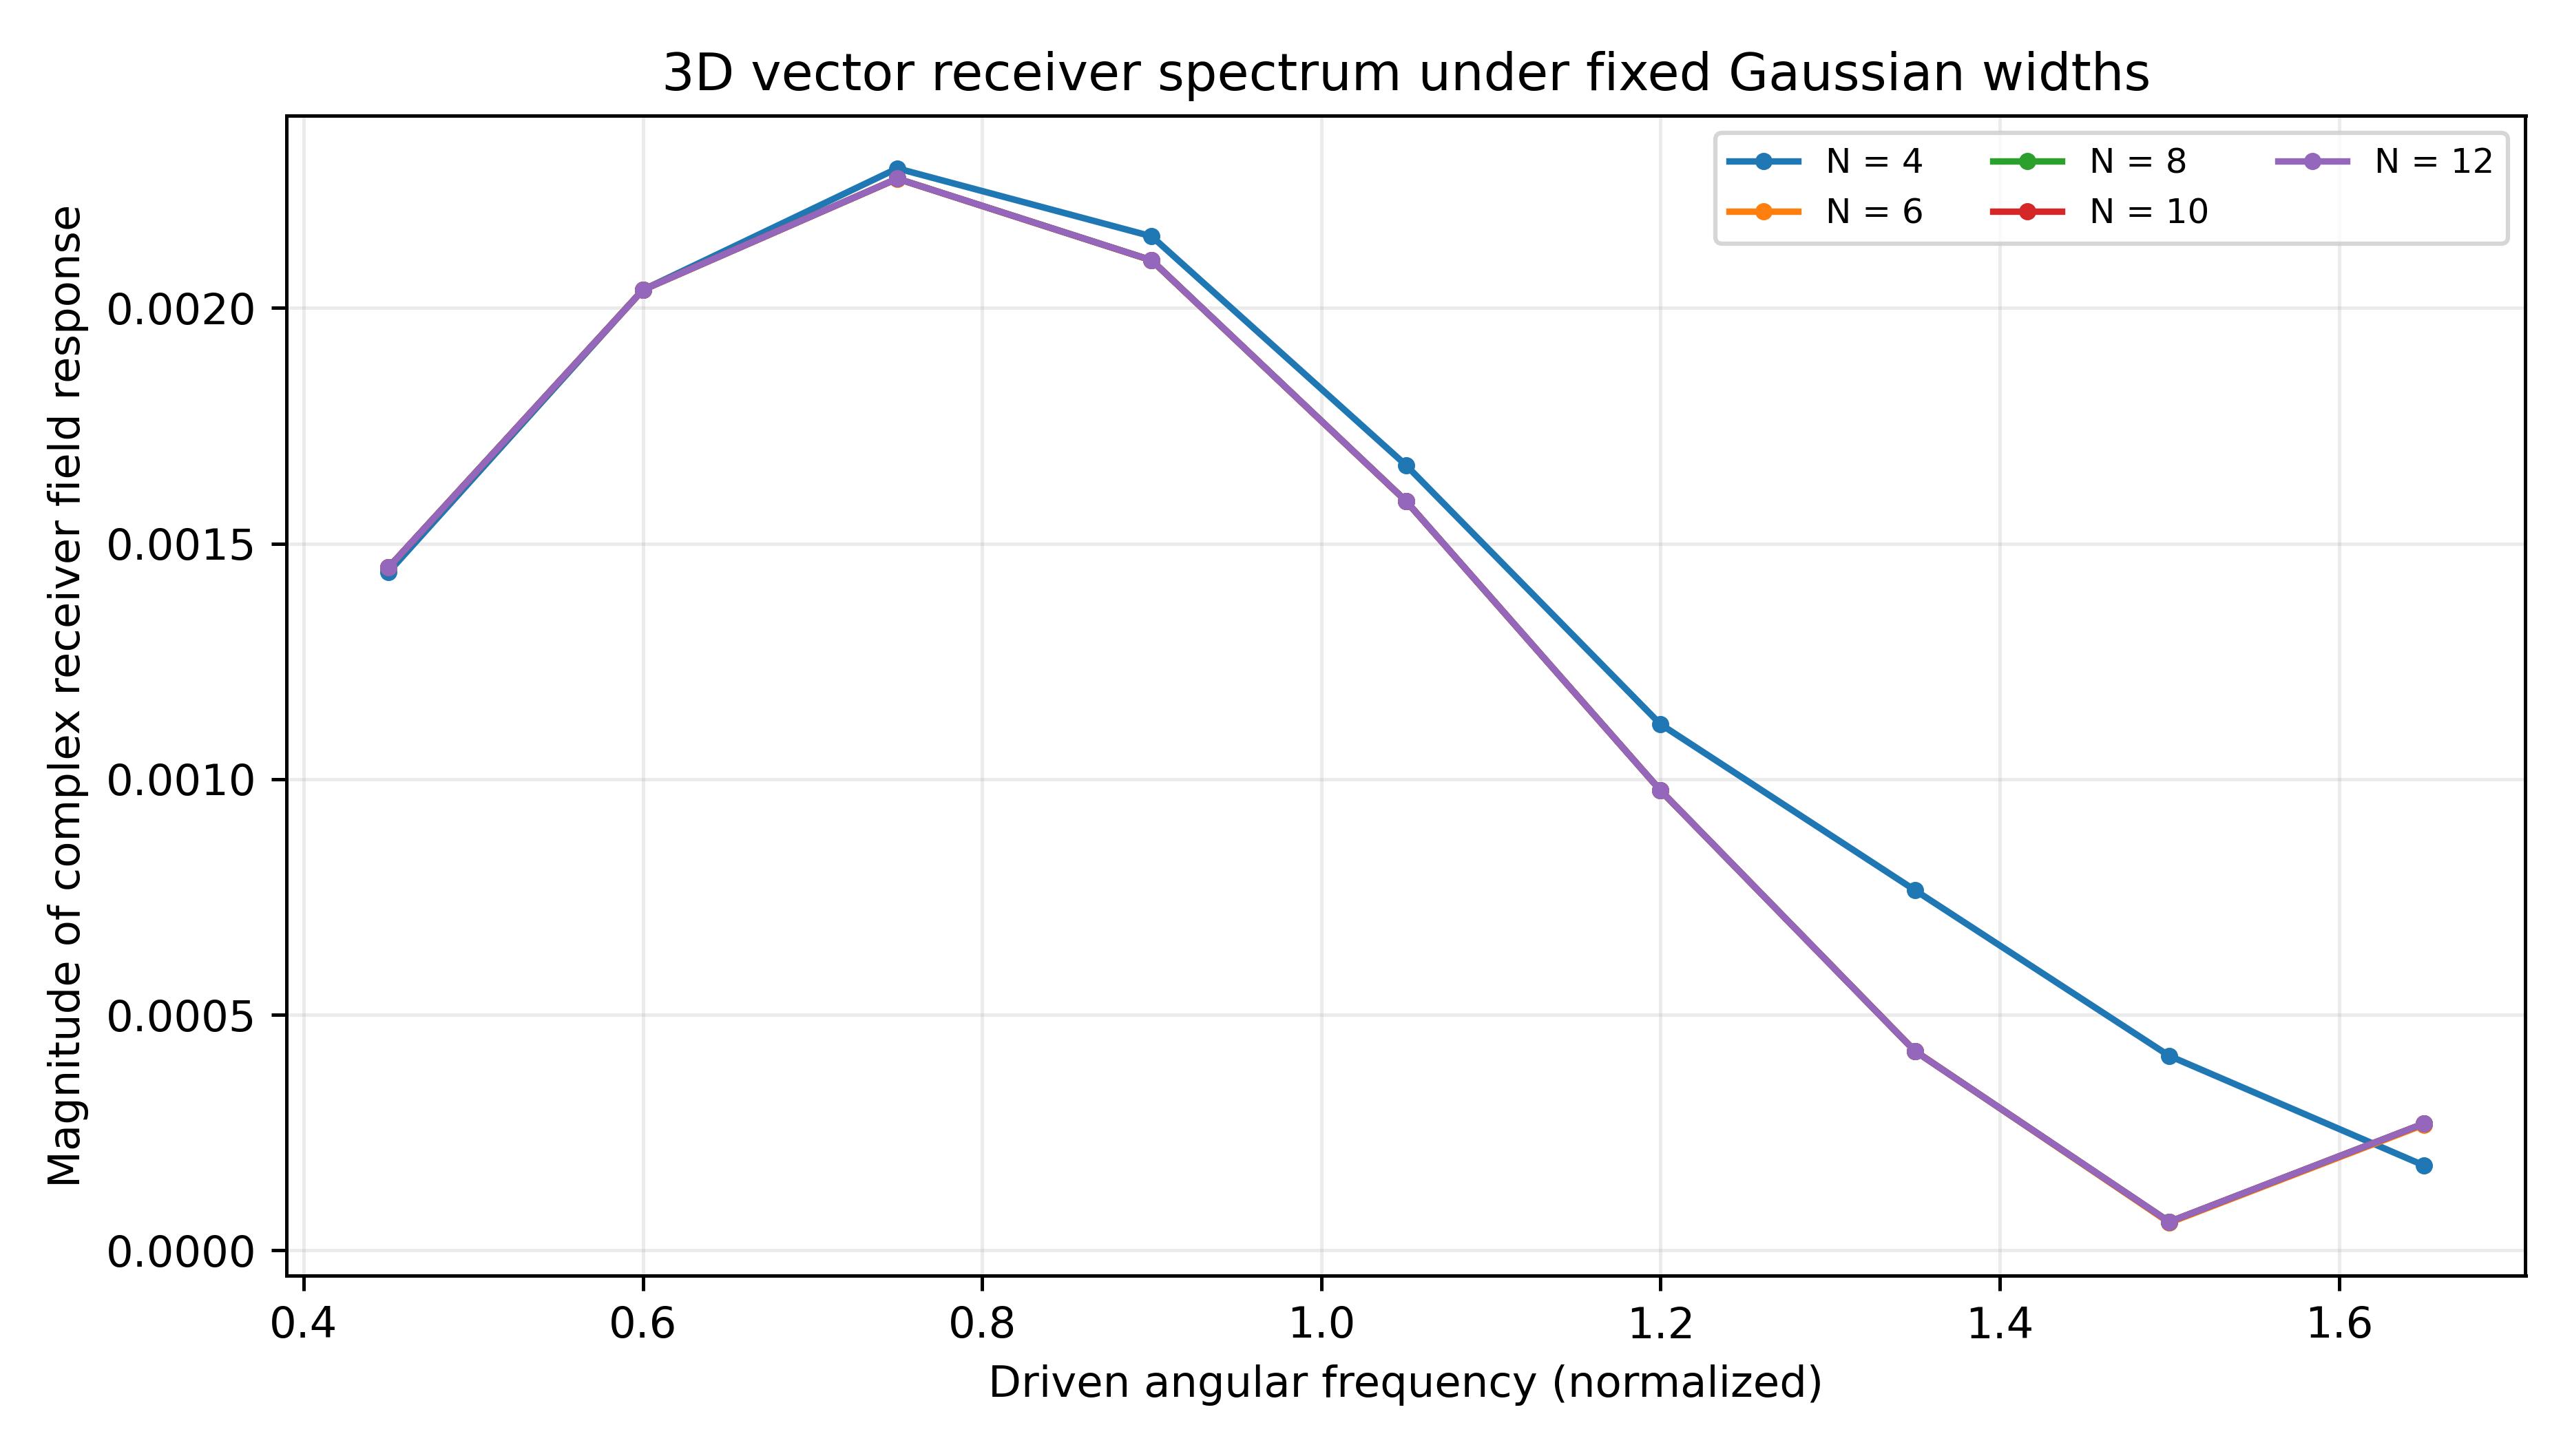 3D vector receiver spectrum under fixed Gaussian widths
N = 4
N = 6
N = 8
N = 10
N = 12
Magnitude of complex receiver field response
0.0020
0.0015
0.0010
0.0005
0.0000
0.4 0.6 0.8 1.0 1.2 1.4 1.6
Driven angular frequency (normalized)